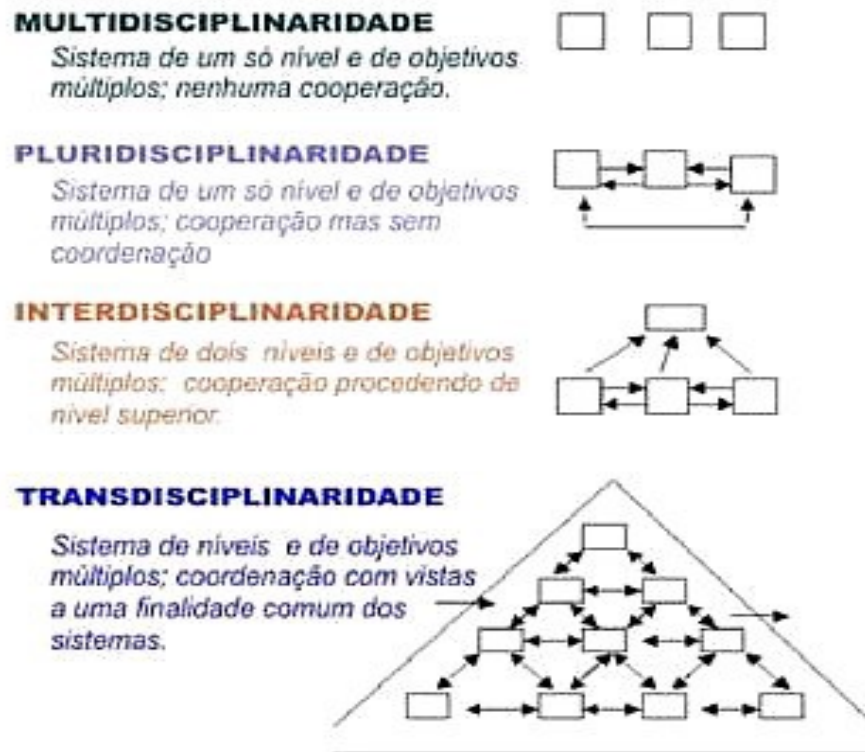 MULTIDISCIPLINARIDADE
Sistema de um só nível e de objetivos
múltiplos; nenhuma cooperação.
PLURIDISCIPLINARIDADE
Sistema de um só nível e de objetivos
múltiplos; cooperação mas sem
coordenação
INTERDISCIPLINARIDADE
Sistema de dois níveis e de objetivos
múltiplos; cooperação procedendo de
nível superior.
TRANSDISCIPLINARIDADE
Sistema de níveis e de objetivos
múltiplos; coordenação com vistas
a uma finalidade comum dos
sistemas.